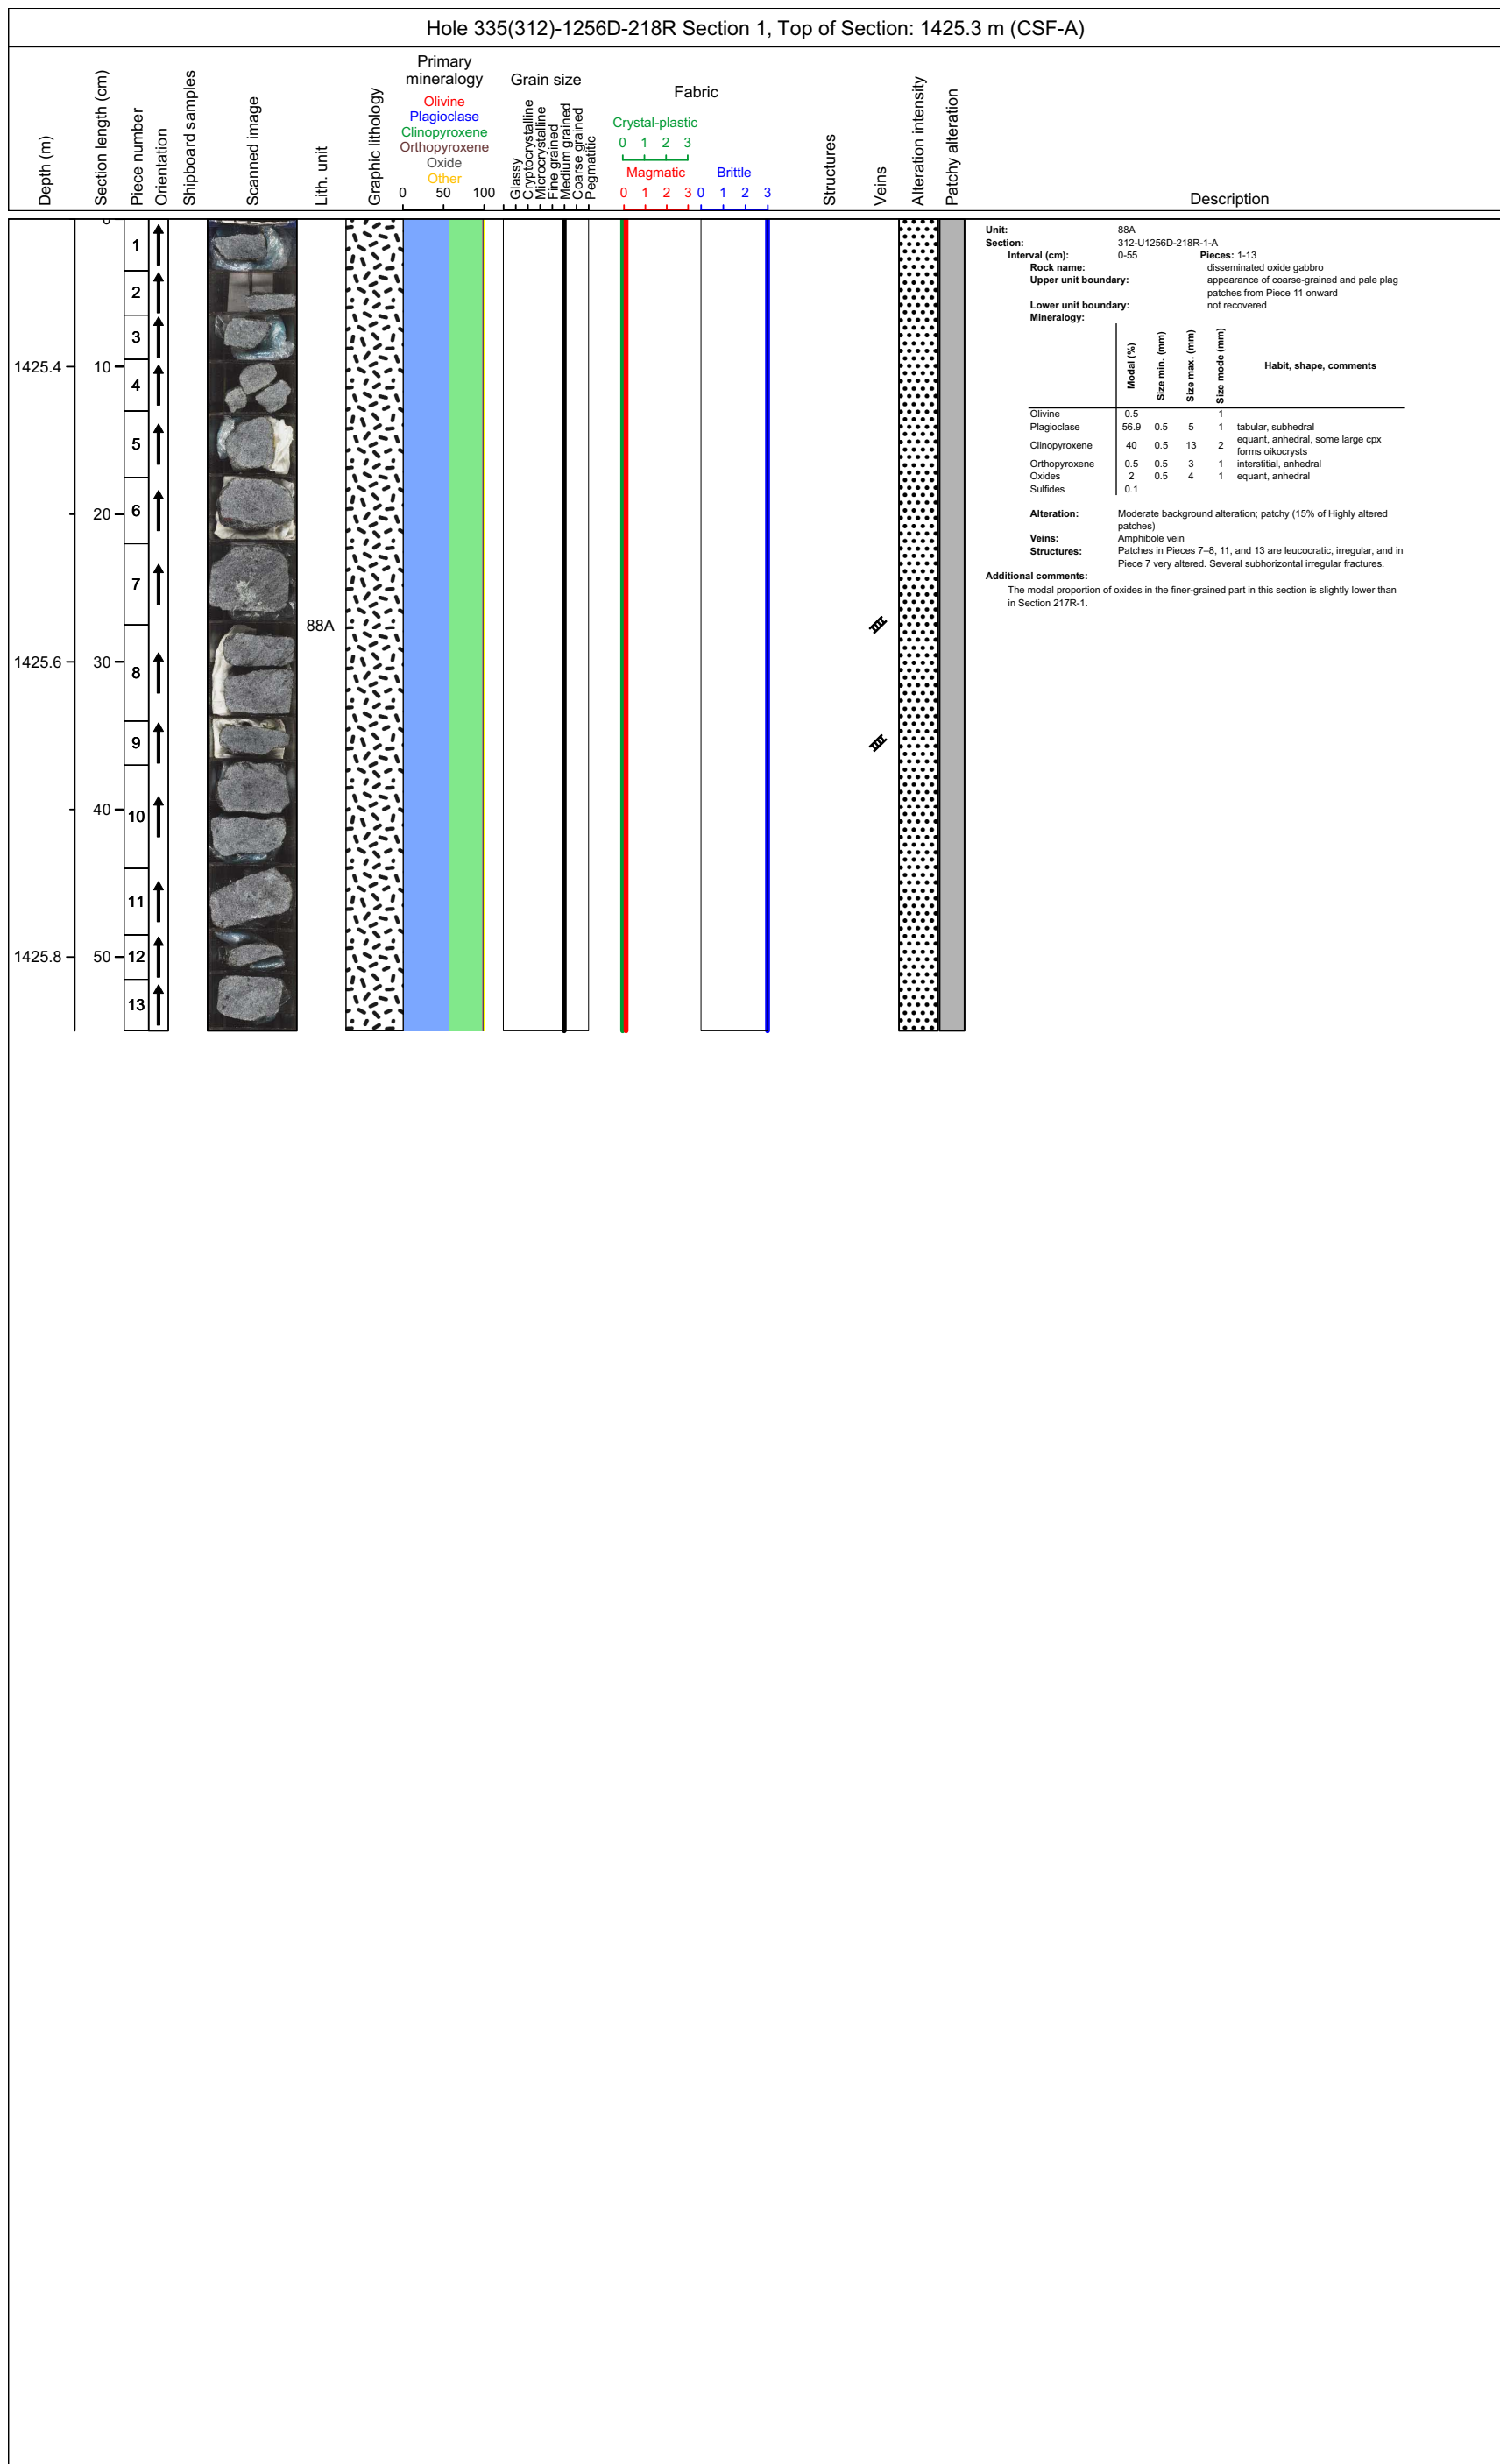 Hole 335(312)-1256D-218R Section 1, Top of Section: 1425.3 m (CSF-A)
Depth (m)
Section length (cm)
Piece number
Orientation
Shipboard samples
Scanned image
Lith. unit
Graphic lithology
Primary
mineralogy
Olivine
Plagioclase
Clinopyroxene
Orthopyroxene
Oxide
Other
0 50 100
Grain size
Glassy
Cryptocrystalline
Microcrystalline
Fine grained
Medium grained
Coarse grained
Pegmatitic
Fabric
Crystal-plastic
0 1 2 3
Magmatic
0 1 2 3
Brittle
0 1 2 3
Structures
Veins
Alteration intensity
Patchy alteration
Description
0
1
2
3
1425.4 10
4
5
6
20
7
88A
1425.6 30
8
9
10
40
11
1425.8 50 12
13
Unit: 88A
Section: 312-U1256D-218R-1-A
Interval (cm): 0-55 Pieces: 1-13
Rock name: disseminated oxide gabbro
Upper unit boundary: appearance of coarse-grained and pale plag
patches from Piece 11 onward
Lower unit boundary: not recovered
Mineralogy:
Modal (%)
Size min. (mm)
Size max. (mm)
Size mode (mm)
Habit, shape, comments
Olivine 0.5 1
Plagioclase 56.9 0.5 5 1 tabular, subhedral
Clinopyroxene 40 0.5 13 2 equant, anhedral, some large cpx
forms oikocrysts
Orthopyroxene 0.5 0.5 3 1 interstitial, anhedral
Oxides 2 0.5 4 1 equant, anhedral
Sulfides 0.1
Alteration: Moderate background alteration; patchy (15% of Highly altered
patches)
Veins: Amphibole vein
Structures: Patches in Pieces 7–8, 11, and 13 are leucocratic, irregular, and in
Piece 7 very altered. Several subhorizontal irregular fractures.
Additional comments:
The modal proportion of oxides in the finer-grained part in this section is slightly lower than
in Section 217R-1.